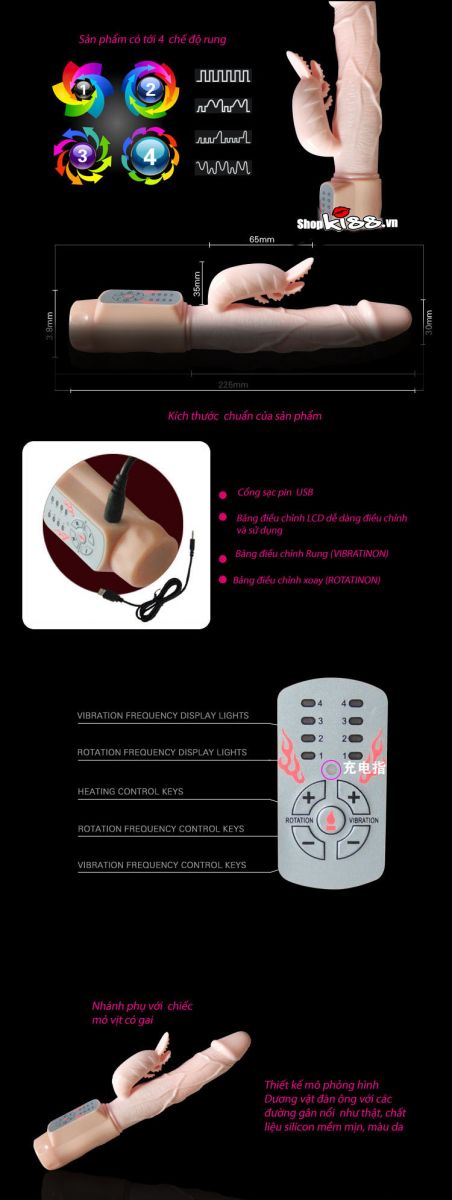 Sản phẩm có tới 4 chế độ rung
1
2
3
4
Shop kiss.vn
65mm
35mm
3.8mm
30mm
225mm
Kích thước chuẩn của sản phẩm
Cổng sạc pin USB
Bảng điều chỉnh LCD dễ dàng điều chỉnh
và sử dụng
Bảng điều chỉnh Rung (VIBRATINON)
Bảng điều chỉnh xoay (ROTATINON)
VIBRATION FREQUENCY DISPLAY LIGHTS
ROTATION FREQUENCY DISPLAY LIGHTS
HEATING CONTROL KEYS
ROTATION FREQUENCY CONTROL KEYS
VIBRATION FREQUENCY CONTROL KEYS
4 4
3 3
2 2
1 1
充电指
+ +
ROTATION VIBRATION
− −
Nhánh phụ với chiếc
mỏ vịt có gai
Thiết kế mô phỏng hình
Dương vật đàn ông với các
đường gân nổi như thật, chất
liệu silicon mềm mịn, màu da